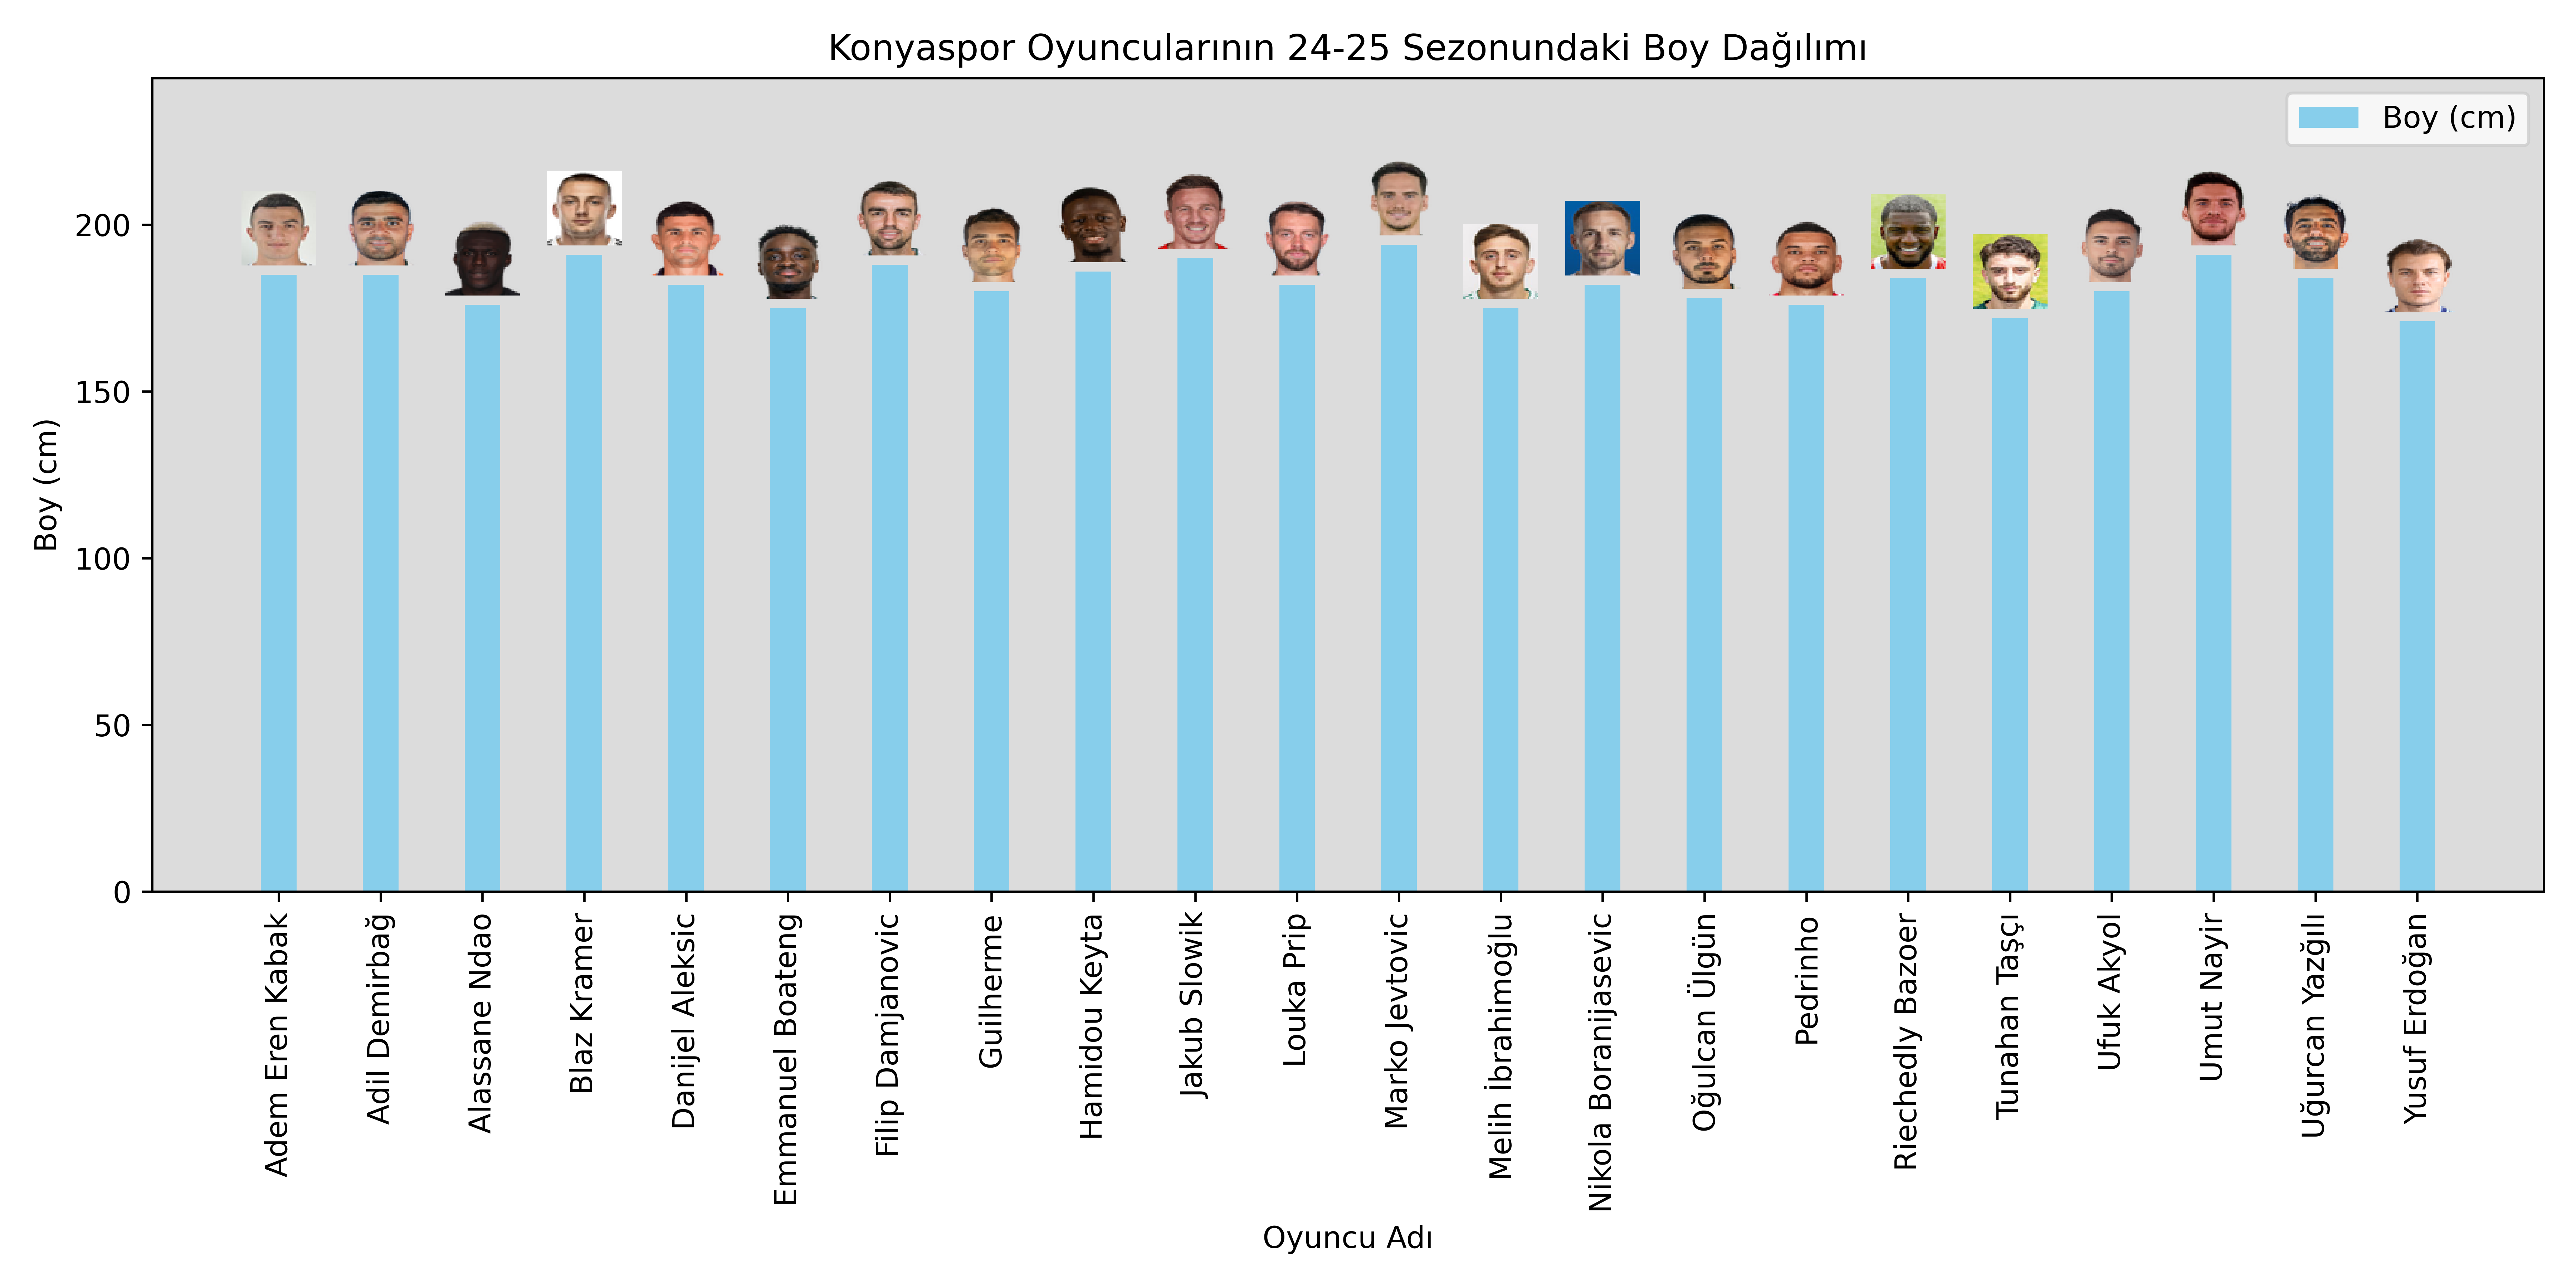 Konyaspor Oyuncularının 24-25 Sezonundaki Boy Dağılımı
Boy (cm)
200
150
100
50
0
Boy (cm)
Adem Eren Kabak
Adil Demirbağ
Alassane Ndao
Blaz Kramer
Danijel Aleksic
Emmanuel Boateng
Filip Damjanovic
Guilherme
Hamidou Keyta
Jakub Slowik
Louka Prip
Marko Jevtovic
Melih İbrahimoğlu
Nikola Boranijasevic
Oğulcan Ülgün
Pedrinho
Riechedly Bazoer
Tunahan Taşçı
Ufuk Akyol
Umut Nayir
Uğurcan Yazğılı
Yusuf Erdoğan
Oyuncu Adı